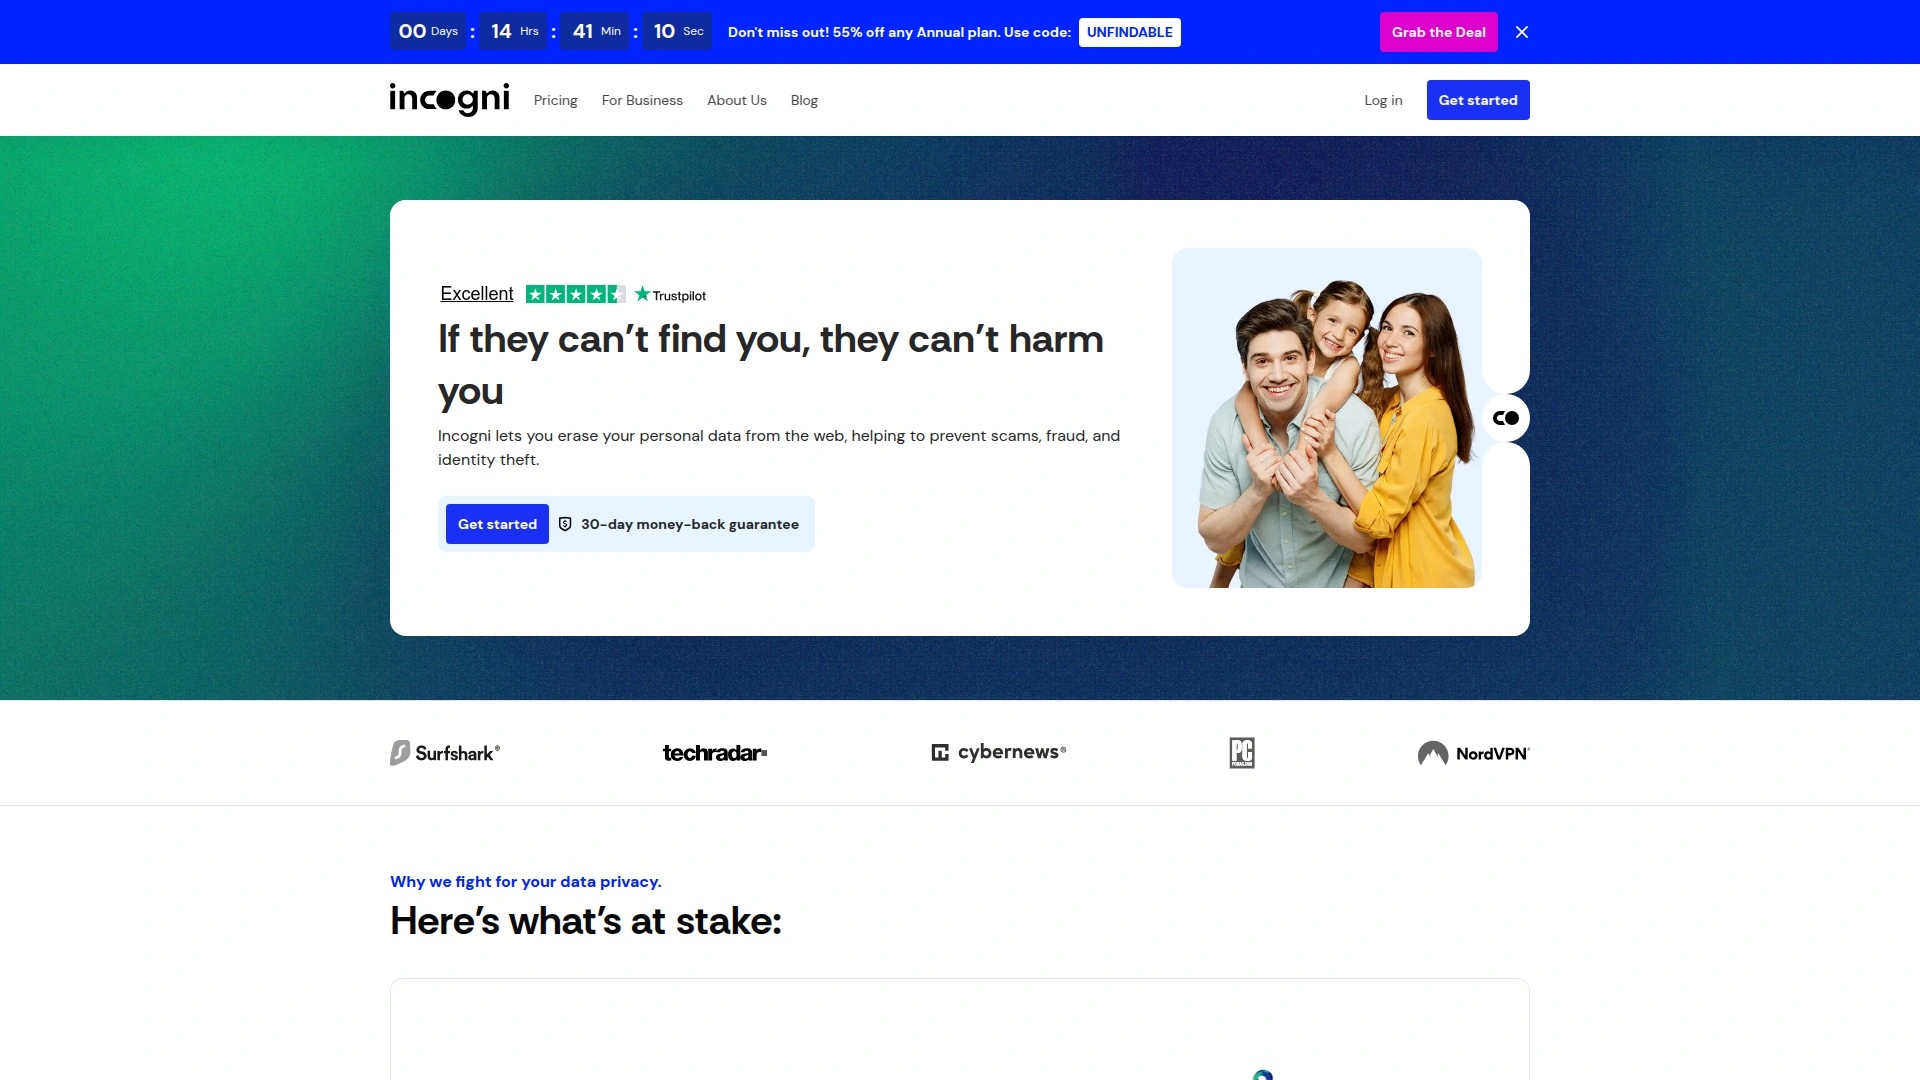 00 Days : 14 Hrs : 41 Min : 10 Sec Don't miss out! 55% off any Annual plan. Use code: UNFINDABLE Grab the Deal
incogni Pricing For Business About Us Blog Log in Get started
Excellent Trustpilot
If they can’t find you, they can’t harm
you
Incogni lets you erase your personal data from the web, helping to prevent scams, fraud, and
identity theft.
Get started 30-day money-back guarantee
Surfshark® techradar cybernews® PC NordVPN®
Why we fight for your data privacy.
Here’s what’s at stake: